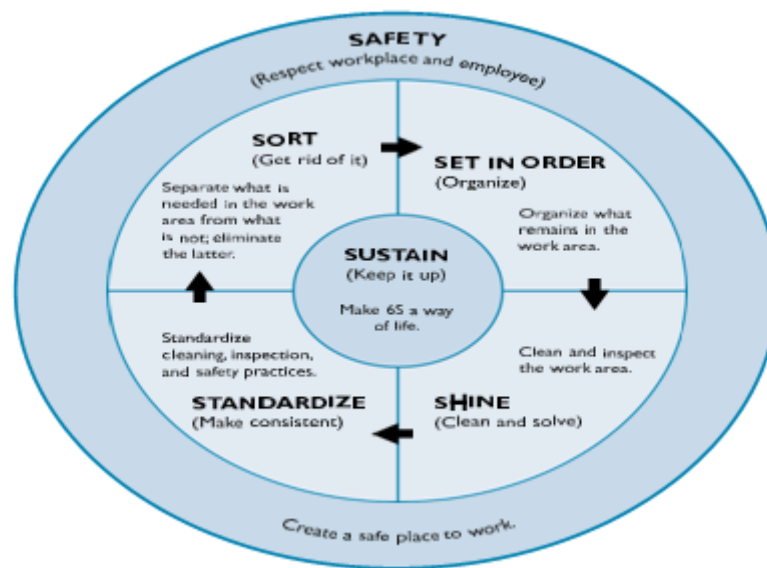 SAFETY
(Respect workplace and employee)
SORT
(Get rid of it)
Separate what is
needed in the work
area from what
is not; eliminate
the latter.
SET IN ORDER
(Organize)
Organize what
remains in the
work area.
SUSTAIN
(Keep it up)
Make 6S a way
of life.
Clean and inspect
the work area.
SHINE
(Clean and solve)
Standardize
cleaning, inspection,
and safety practices.
STANDARDIZE
(Make consistent)
Create a safe place to work.